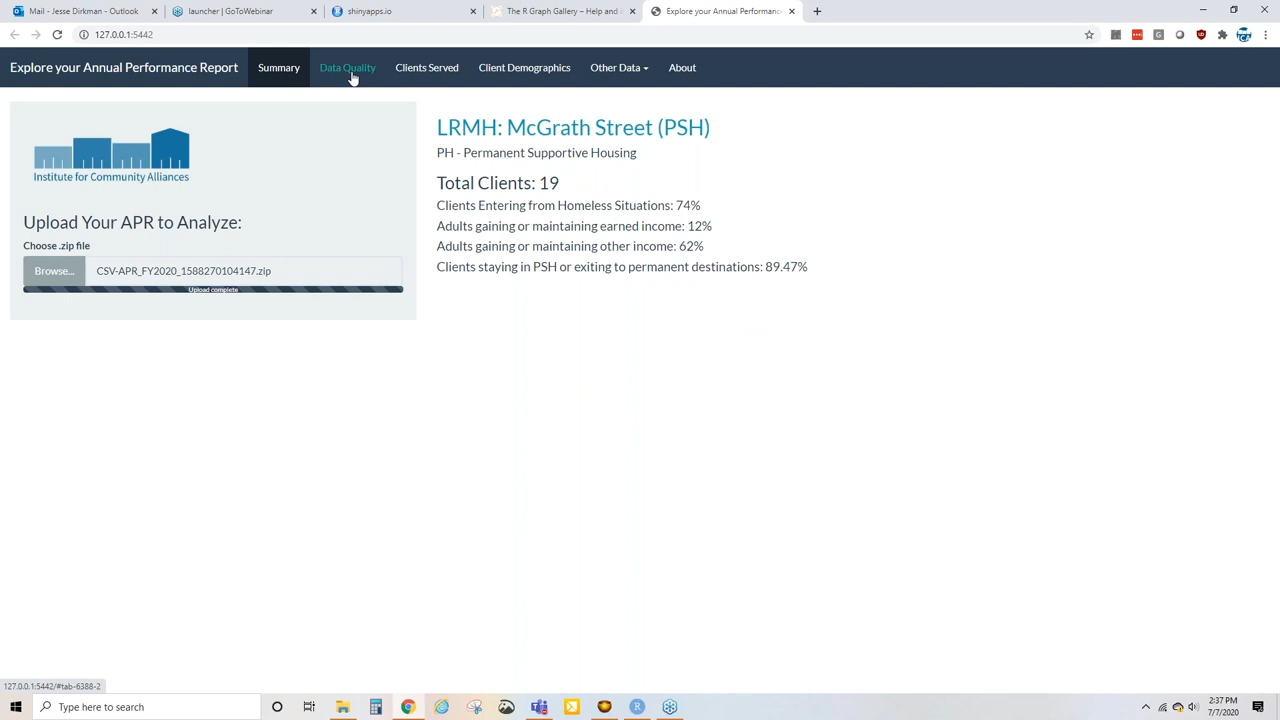 Mail - Jesse Dirkman - Outlook
launcher | GoToWebinar
shinyapps.io
The R Graph Gallery – Help and i
Explore your Annual Performanc
127.0.0.1:5442
Explore your Annual Performance Report
Summary
Data Quality
Clients Served
Client Demographics
Other Data
About
Institute for Community Alliances
Upload Your APR to Analyze:
Choose .zip file
Browse...
CSV-APR_FY2020_1588270104147.zip
Upload complete
LRMH: McGrath Street (PSH)
PH - Permanent Supportive Housing
Total Clients: 19
Clients Entering from Homeless Situations: 74%
Adults gaining or maintaining earned income: 12%
Adults gaining or maintaining other income: 62%
Clients staying in PSH or exiting to permanent destinations: 89.47%
127.0.0.1:5442/#tab-6388-2
Type here to search
2:37 PM
7/7/2020